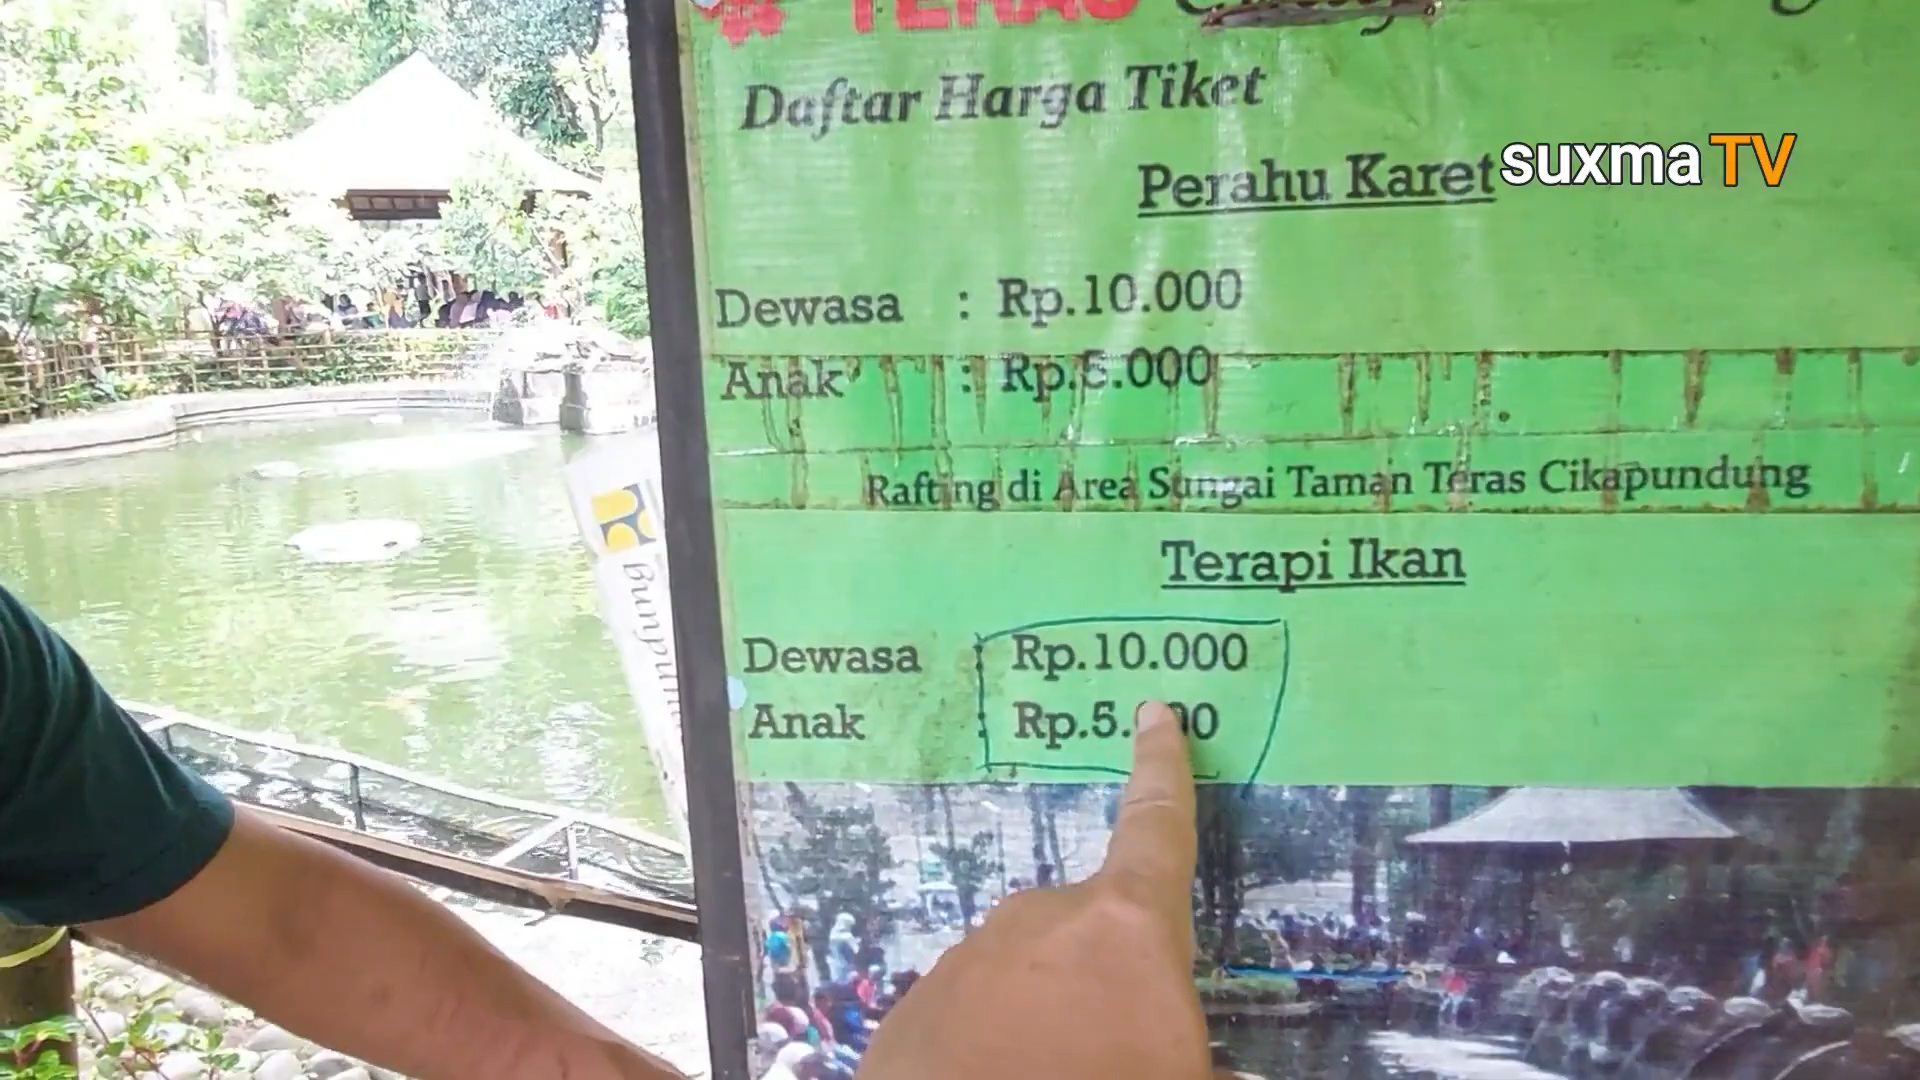 TERAS
Daftar Harga Tiket
Perahu Karet
suxma TV
Dewasa : Rp.10.000
Anak : Rp.5.000
Rafting di Area Sungai Taman Teras Cikapundung
Terapi Ikan
Dewasa : Rp.10.000
Anak : Rp.5.000